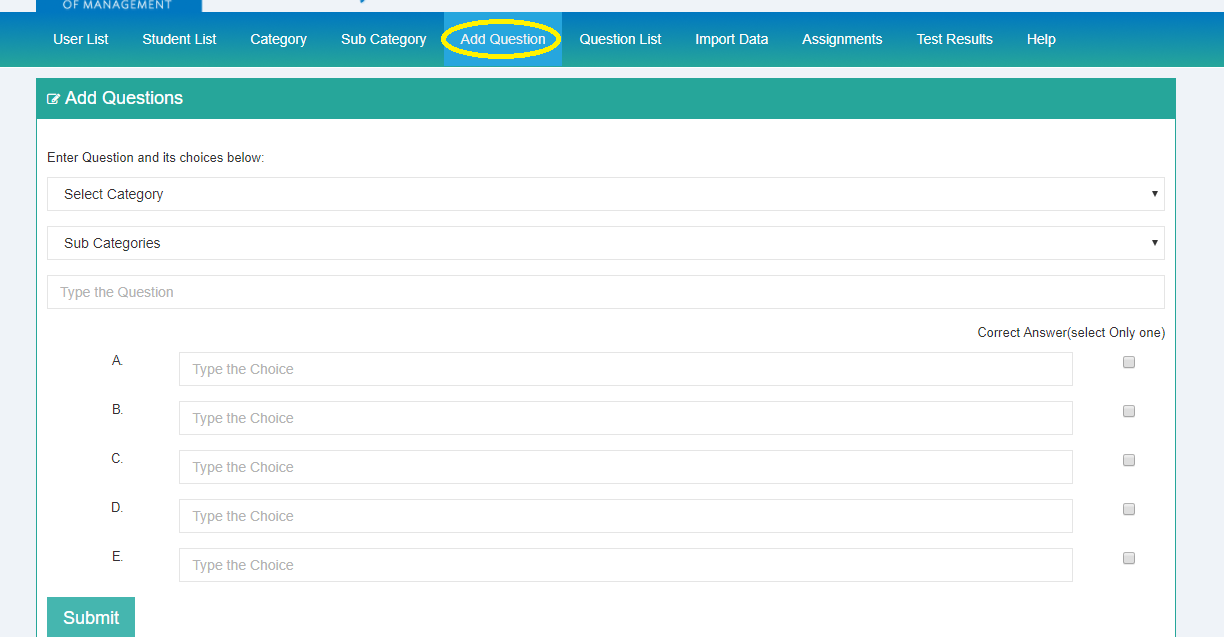 OF MANAGEMENT
User List Student List Category Sub Category Add Question Question List Import Data Assignments Test Results Help
Add Questions
Enter Question and its choices below:
Select Category
Sub Categories
Type the Question
Correct Answer(select Only one)
A. Type the Choice
B. Type the Choice
C. Type the Choice
D. Type the Choice
E. Type the Choice
Submit